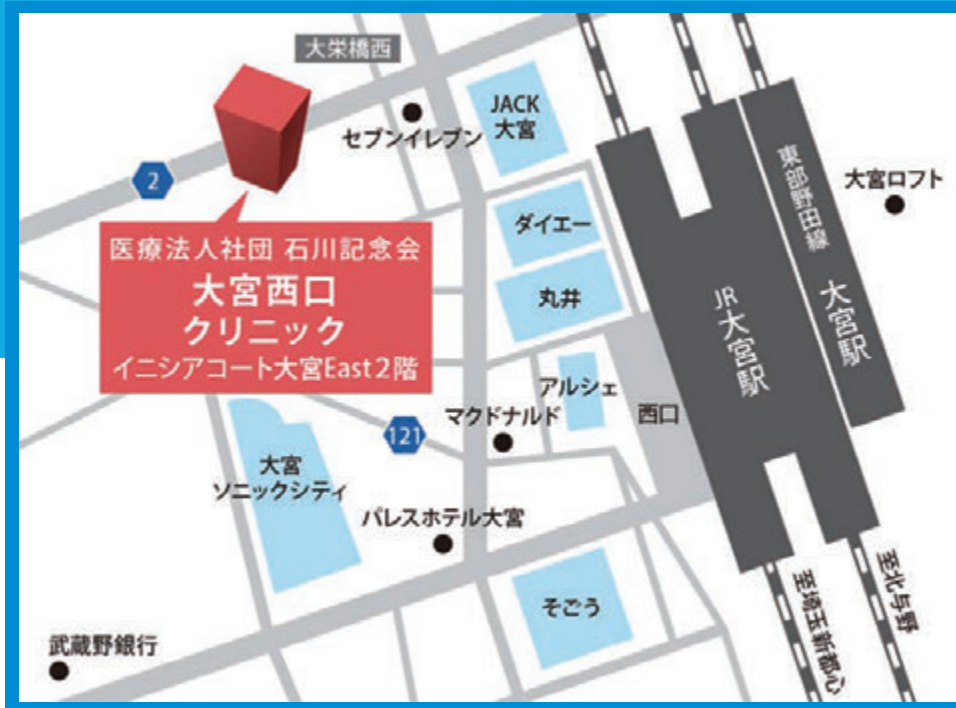 大栄橋西
JACK
大宮
セブンイレブン
2
東部野田線 大宮駅
大宮ロフト
ダイエー
医療法人社団 石川記念会
大宮西口
クリニック
イニシアコート大宮East2階
丸井
JR 大宮駅
アルシェ
西口
マクドナルド
121
大宮
ソニックシティ
パレスホテル大宮
そごう
至埼玉新都心
至北与野
武蔵野銀行